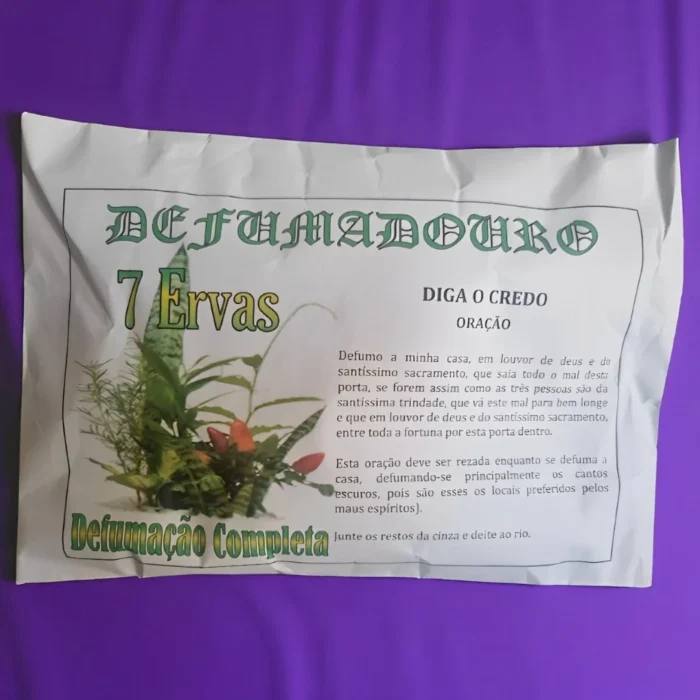 DEFUMADOURO
7 Ervas
DIGA O CREDO
ORAÇÃO
Defumo a minha casa, em louvor de deus e do
santíssimo sacramento, que saia todo o mal desta
porta, se forem assim como as três pessoas são da
santíssima trindade, que vá este mal para bem longe
e que em louvor de deus e do santíssimo sacramento,
entre toda a fortuna por esta porta dentro.
Esta oração deve ser rezada enquanto se defuma a
casa, defumando-se principalmente os cantos
escuros, pois são esses os locais preferidos pelos
maus espíritos).
Junte os restos da cinza e deite ao rio.
Defumação Completa